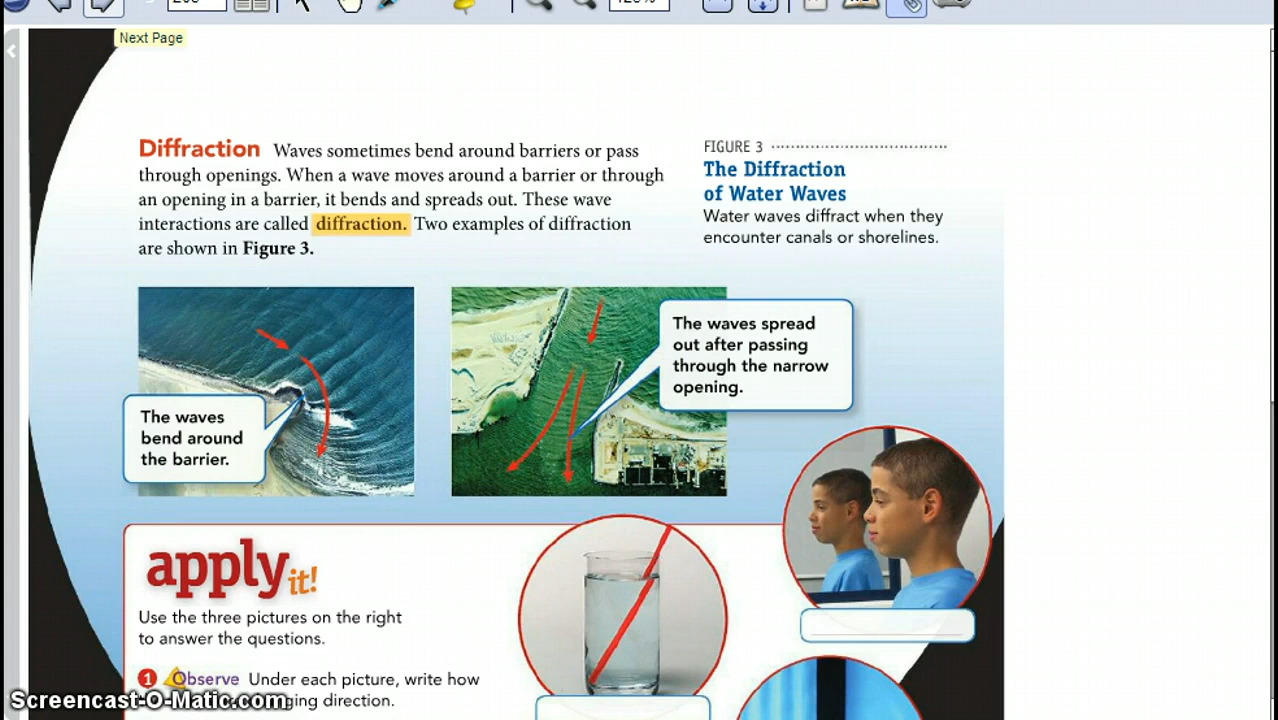 Next Page
Diffraction Waves sometimes bend around barriers or pass
through openings. When a wave moves around a barrier or through
an opening in a barrier, it bends and spreads out. These wave
interactions are called diffraction. Two examples of diffraction
are shown in Figure 3.
FIGURE 3
The Diffraction
of Water Waves
Water waves diffract when they
encounter canals or shorelines.
The waves
bend around
the barrier.
The waves spread
out after passing
through the narrow
opening.
apply it!
Use the three pictures on the right
to answer the questions.
1 Observe Under each picture, write how
direction.
Screencast-O-Matic.com